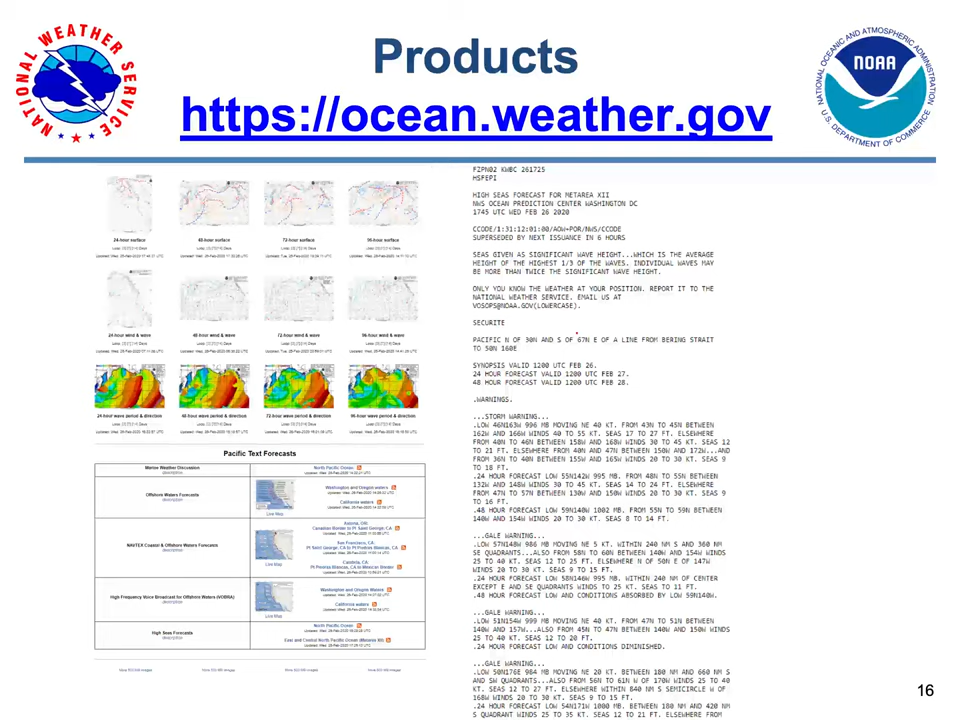 Products
https://ocean.weather.gov
NATIONAL WEATHER SERVICE
NATIONAL OCEANIC AND ATMOSPHERIC ADMINISTRATION
NOAA
U.S. DEPARTMENT OF COMMERCE
24-hour surface
48-hour surface
72-hour surface
96-hour surface
24-hour wind & wave
48-hour wind & wave
72-hour wind & wave
96-hour wind & wave
24-hour wave period & direction
48-hour wave period & direction
72-hour wave period & direction
96-hour wave period & direction
Pacific Text Forecasts
Marine Weather Discussion
North Pacific Ocean
Offshore Waters Forecasts
Washington and Oregon waters
California waters
Live Map
NAVTEX Coastal & Offshore Forecasts
Astoria, OR:
Canadian Border to Pt Saint George, CA
San Francisco, CA:
Pt Saint George, CA to Pt Piedras Blancas, CA
Cambria, CA:
Pt Piedras Blancas, CA to Mexican Border
Live Map
High-Frequency Voice Broadcast for Offshore Waters (VOBRA)
Washington and Oregon Waters
California waters
Live Map
High Seas Forecasts
North Pacific Ocean
East and Central North Pacific Ocean (Metarea XII)
FZPN02 KWBC 261725
HSFEPI
HIGH SEAS FORECAST FOR METAREA XII
NWS OCEAN PREDICTION CENTER WASHINGTON DC
1745 UTC WED FEB 26 2020
CCODE/1:31:12:01:00/AOW+POR/NWS/CCODE
SUPERSEDED BY NEXT ISSUANCE IN 6 HOURS
SEAS GIVEN AS SIGNIFICANT WAVE HEIGHT...WHICH IS THE AVERAGE
HEIGHT OF THE HIGHEST 1/3 OF THE WAVES. INDIVIDUAL WAVES MAY
BE MORE THAN TWICE THE SIGNIFICANT WAVE HEIGHT.
ONLY YOU KNOW THE WEATHER AT YOUR POSITION. REPORT IT TO THE
NATIONAL WEATHER SERVICE. EMAIL US AT
VOSOPS@NOAA.GOV(LOWERCASE).
SECURITE
PACIFIC N OF 30N AND S OF 67N E OF A LINE FROM BERING STRAIT
TO 50N 160E
SYNOPSIS VALID 1200 UTC FEB 26.
24 HOUR FORECAST VALID 1200 UTC FEB 27.
48 HOUR FORECAST VALID 1200 UTC FEB 28.
.WARNINGS.
...STORM WARNING...
.LOW 46N163W 996 MB MOVING NE 40 KT. FROM 43N TO 45N BETWEEN
162W AND 166W WINDS 40 TO 55 KT. SEAS 17 TO 27 FT. ELSEWHERE
FROM 40N TO 46N BETWEEN 158W AND 168W WINDS 30 TO 45 KT. SEAS 12
TO 21 FT. ELSEWHERE FROM 40N AND 47N BETWEEN 150W AND 172W...AND
FROM 36N TO 40N BETWEEN 155W AND 165W WINDS 20 TO 30 KT. SEAS 9
TO 18 FT.
.24 HOUR FORECAST LOW 55N142W 995 MB. FROM 48N TO 55N BETWEEN
132W AND 148W WINDS 30 TO 45 KT. SEAS 14 TO 24 FT. ELSEWHERE
FROM 47N TO 57N BETWEEN 130W AND 150W WINDS 20 TO 30 KT. SEAS 9
TO 16 FT.
.48 HOUR FORECAST LOW 59N140W 1002 MB. FROM 55N TO 59N BETWEEN
140W AND 154W WINDS 20 TO 30 KT. SEAS 8 TO 14 FT.
...GALE WARNING...
.LOW 57N148W 986 MB MOVING NE 5 KT. WITHIN 240 NM OF S AND 360 NM
SE QUADRANTS...ALSO FROM 58N TO 60N BETWEEN 140W AND 154W WINDS
25 TO 40 KT. SEAS 12 TO 25 FT. ELSEWHERE N OF 50N E OF 147W
WINDS 20 TO 30 KT. SEAS 9 TO 15 FT.
.24 HOUR FORECAST LOW 58N146W 995 MB. WITHIN 240 NM OF CENTER
EXCEPT E AND SE QUADRANTS WINDS TO 25 KT. SEAS TO 11 FT.
.48 HOUR FORECAST LOW AND CONDITIONS ABSORBED BY LOW 59N140W.
...GALE WARNING...
.LOW 51N154W 999 MB MOVING NE 40 KT. FROM 47N TO 51N BETWEEN
140W AND 157W...ALSO FROM 45N TO 47N BETWEEN 140W AND 150W WINDS
25 TO 40 KT. SEAS 12 TO 20 FT.
.24 HOUR FORECAST LOW AND CONDITIONS DIMINISHED.
...GALE WARNING...
.LOW 50N176E 984 MB MOVING NE 20 KT. BETWEEN 180 NM AND 660 NM S
AND SW QUADRANTS...ALSO FROM 56N TO 61N W OF 170W WINDS 25 TO 40
KT. SEAS 12 TO 27 FT. ELSEWHERE WITHIN 840 NM S SEMICIRCLE W OF
168W WINDS 20 TO 30 KT. SEAS 9 TO 15 FT.
.24 HOUR FORECAST LOW 54N171W 1000 MB. BETWEEN 180 NM AND 420 NM
S QUADRANT WINDS 25 TO 35 KT. SEAS 12 TO 21 FT. ELSEWHERE FROM
16